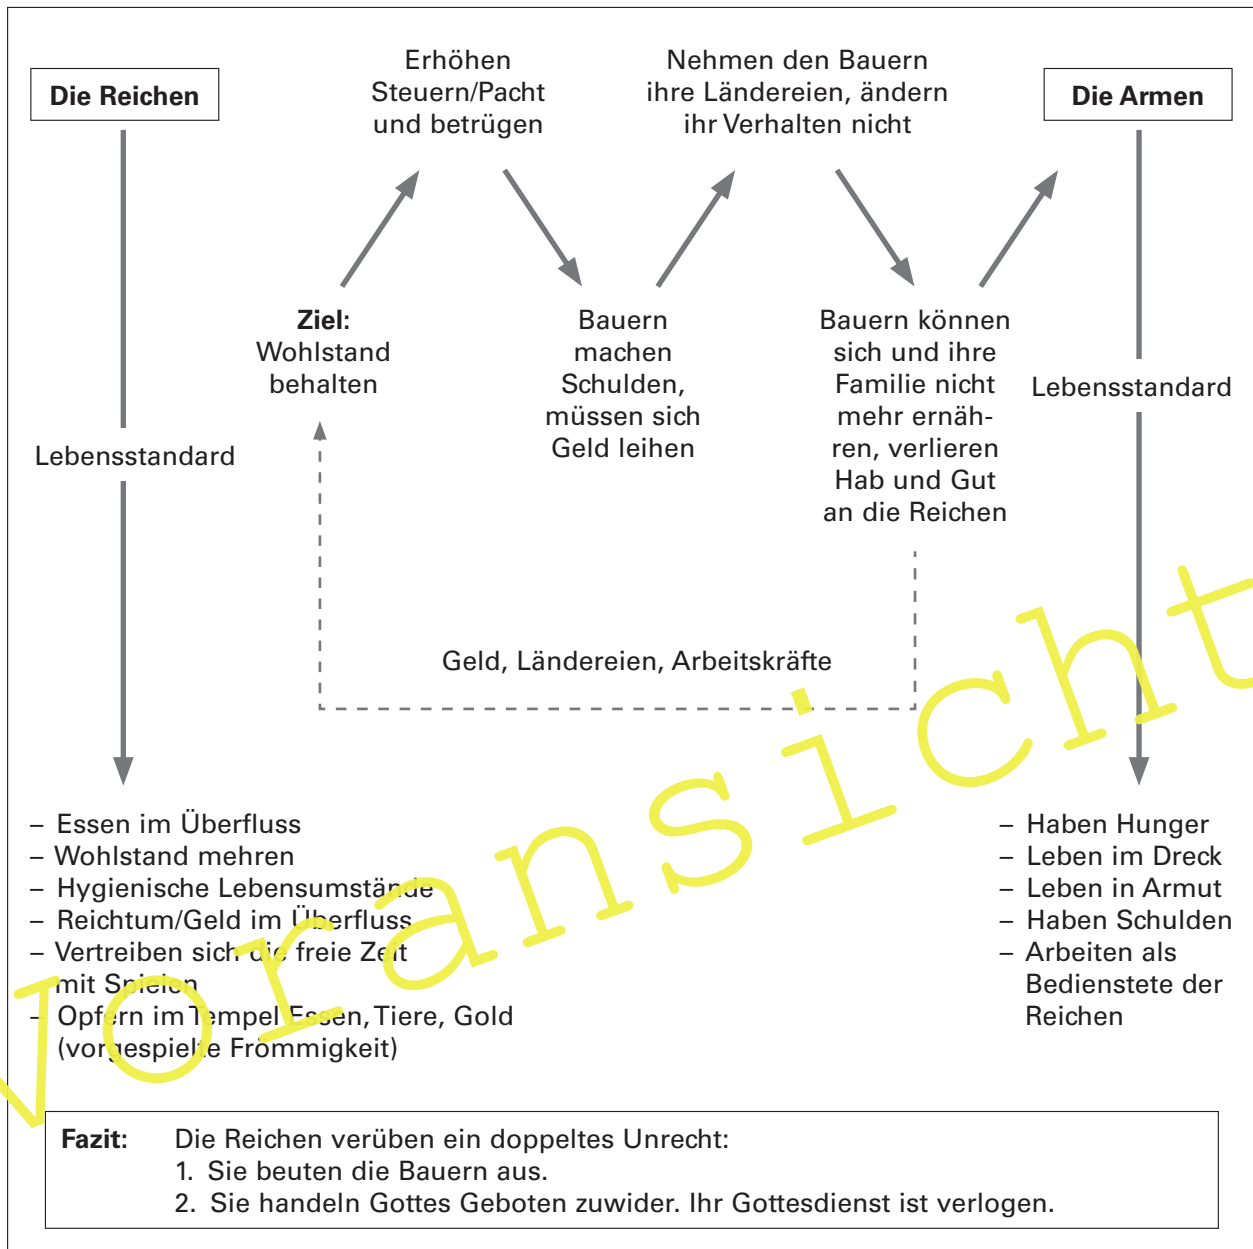 Die Reichen
Erhöhen
Steuern/Pacht
und betrügen
Nehmen den Bauern
ihre Ländereien, ändern
ihr Verhalten nicht
Die Armen
Ziel:
Wohlstand
behalten
Bauern
machen
Schulden,
müssen sich
Geld leihen
Bauern können
sich und ihre
Familie nicht
mehr ernäh-
ren, verlieren
Hab und Gut
an die Reichen
Lebensstandard
Lebensstandard
Geld, Ländereien, Arbeitskräfte
– Essen im Überfluss
– Wohlstand mehren
– Hygienische Lebensumstände
– Reichtum/Geld im Überfluss
– Vertreiben sich die freie Zeit
mit Spielen
– Opfern im Tempel Essen, Tiere, Gold
(vorgespielte Frömmigkeit)
– Haben Hunger
– Leben im Dreck
– Leben in Armut
– Haben Schulden
– Arbeiten als
Bedienstete der
Reichen
Voransicht
Fazit: Die Reichen verüben ein doppeltes Unrecht:
1. Sie beuten die Bauern aus.
2. Sie handeln Gottes Geboten zuwider. Ihr Gottesdienst ist verlogen.